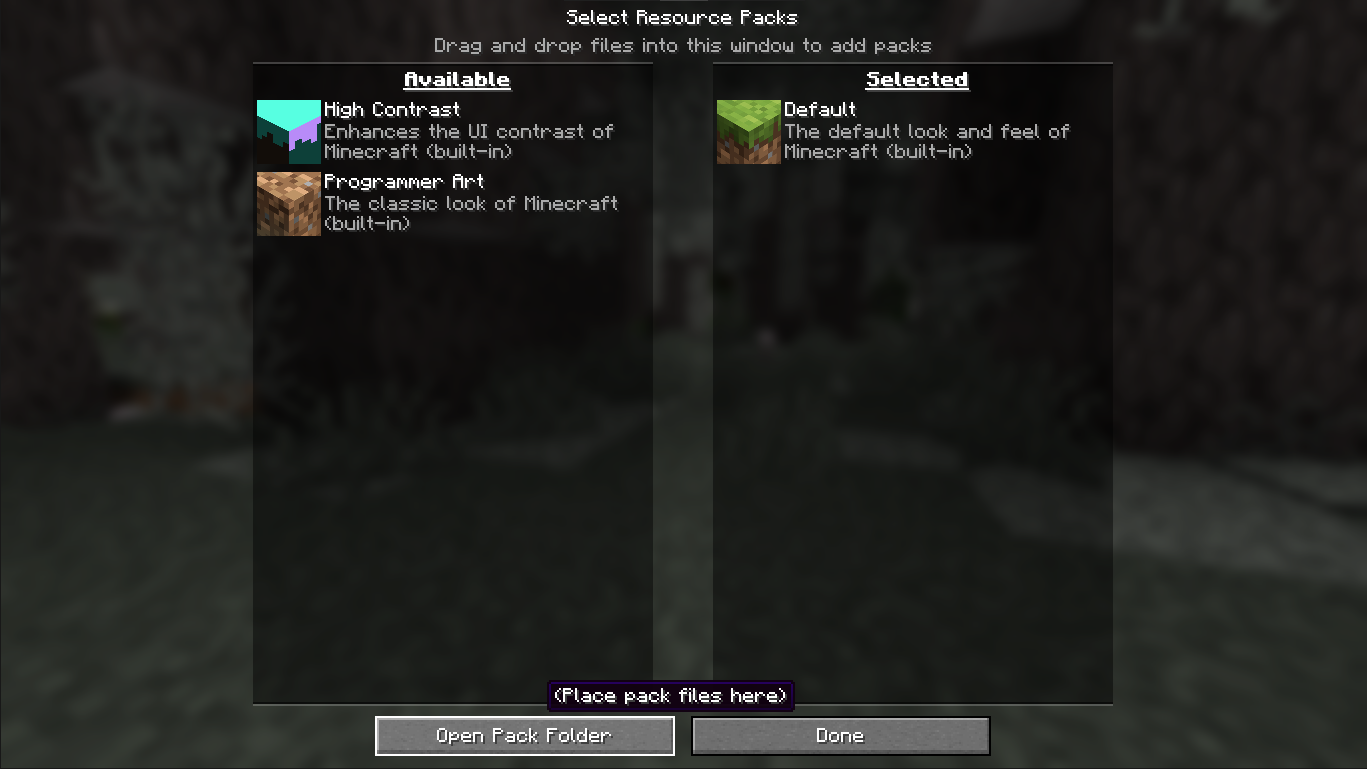 Select Resource Packs
Drag and drop files into this window to add packs
Available
High Contrast
Enhances the UI contrast of
Minecraft (built-in)
Programmer Art
The classic look of Minecraft
(built-in)
Selected
Default
The default look and feel of
Minecraft (built-in)
(Place pack files here)
Open Pack Folder
Done